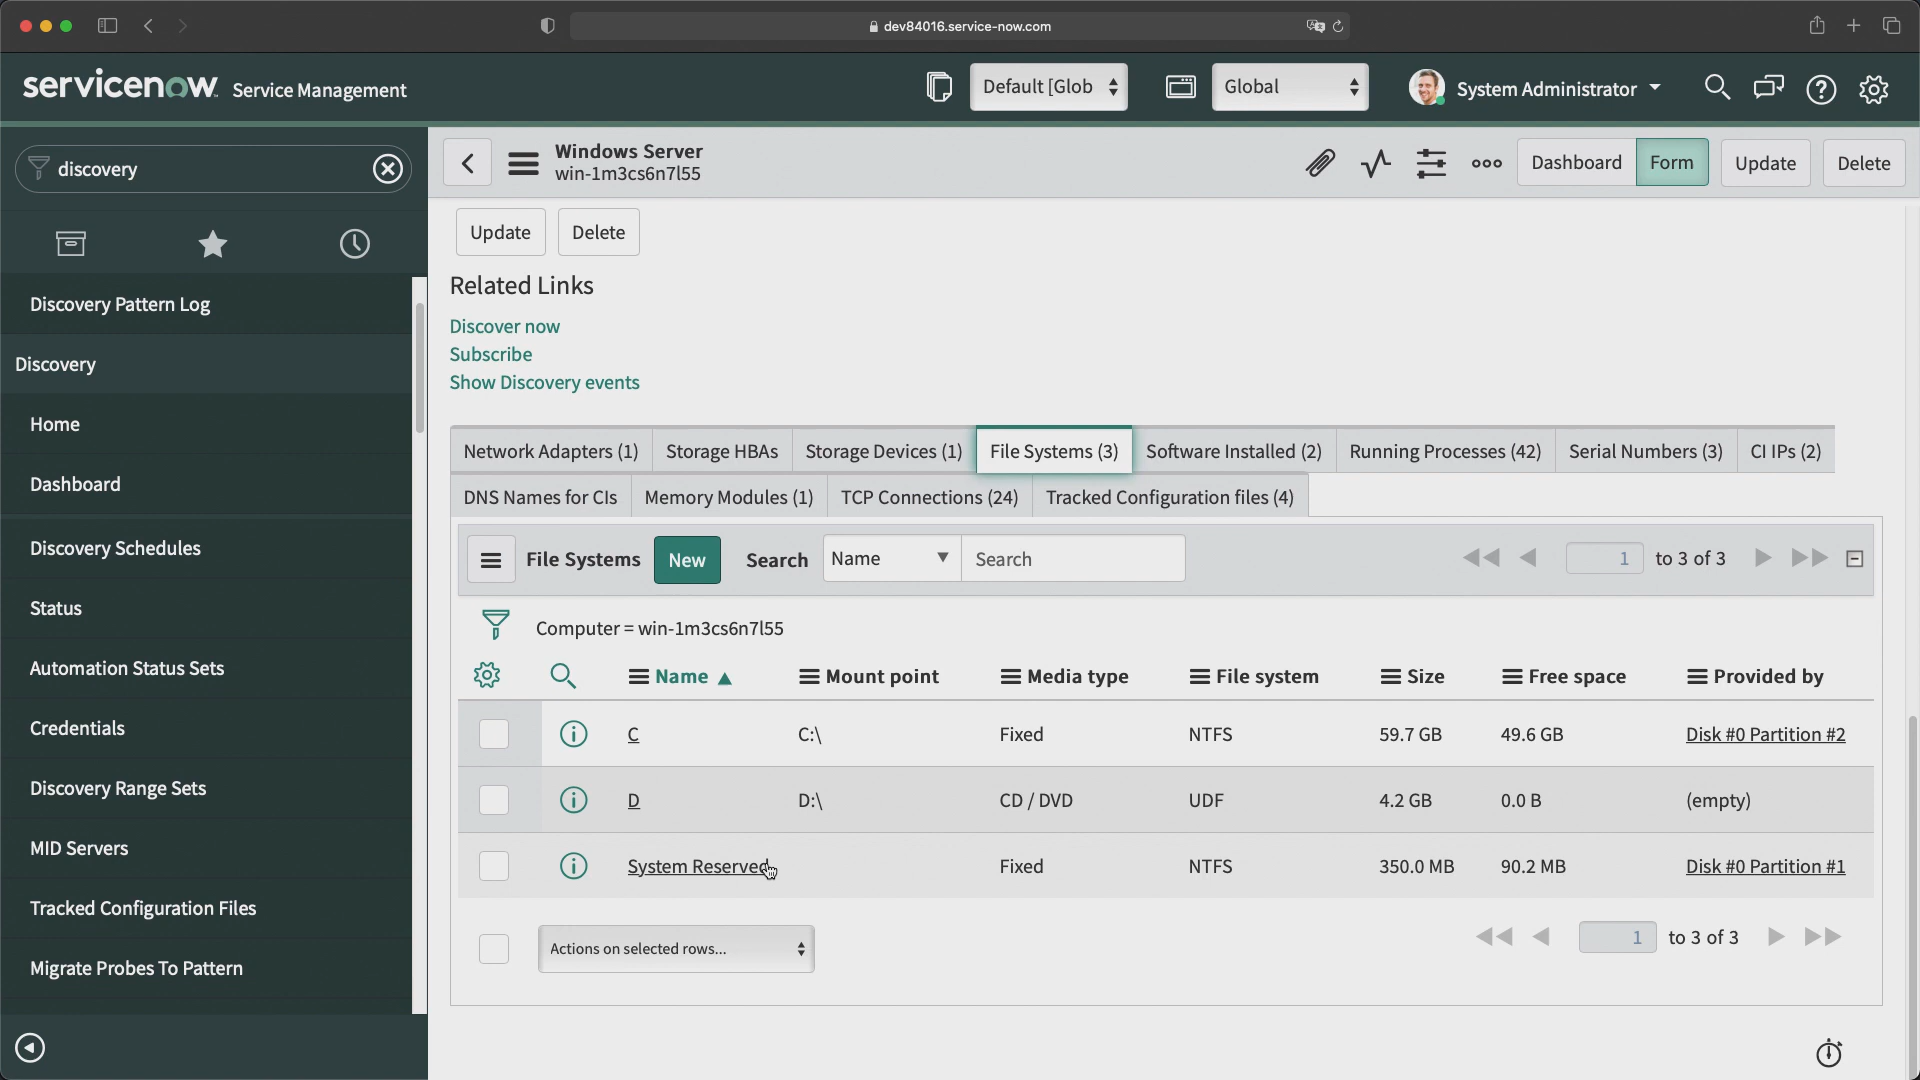 dev84016.service-now.com
servicenow Service Management
Default [Glob
Global
System Administrator
discovery
Windows Server
win-1m3cs6n7l55
Dashboard Form Update Delete
Update Delete
Related Links
Discover now
Subscribe
Show Discovery events
Discovery Pattern Log
Discovery
Home
Dashboard
Discovery Schedules
Status
Automation Status Sets
Credentials
Discovery Range Sets
MID Servers
Tracked Configuration Files
Migrate Probes To Pattern
Network Adapters (1) Storage HBAs Storage Devices (1) File Systems (3) Software Installed (2) Running Processes (42) Serial Numbers (3) CI IPs (2)
DNS Names for CIs Memory Modules (1) TCP Connections (24) Tracked Configuration files (4)
File Systems New Search Name Search 1 to 3 of 3
Computer = win-1m3cs6n7l55
Name Mount point Media type File system Size Free space Provided by
C C:\ Fixed NTFS 59.7 GB 49.6 GB Disk #0 Partition #2
D D:\ CD / DVD UDF 4.2 GB 0.0 B (empty)
System Reserved Fixed NTFS 350.0 MB 90.2 MB Disk #0 Partition #1
Actions on selected rows... 1 to 3 of 3